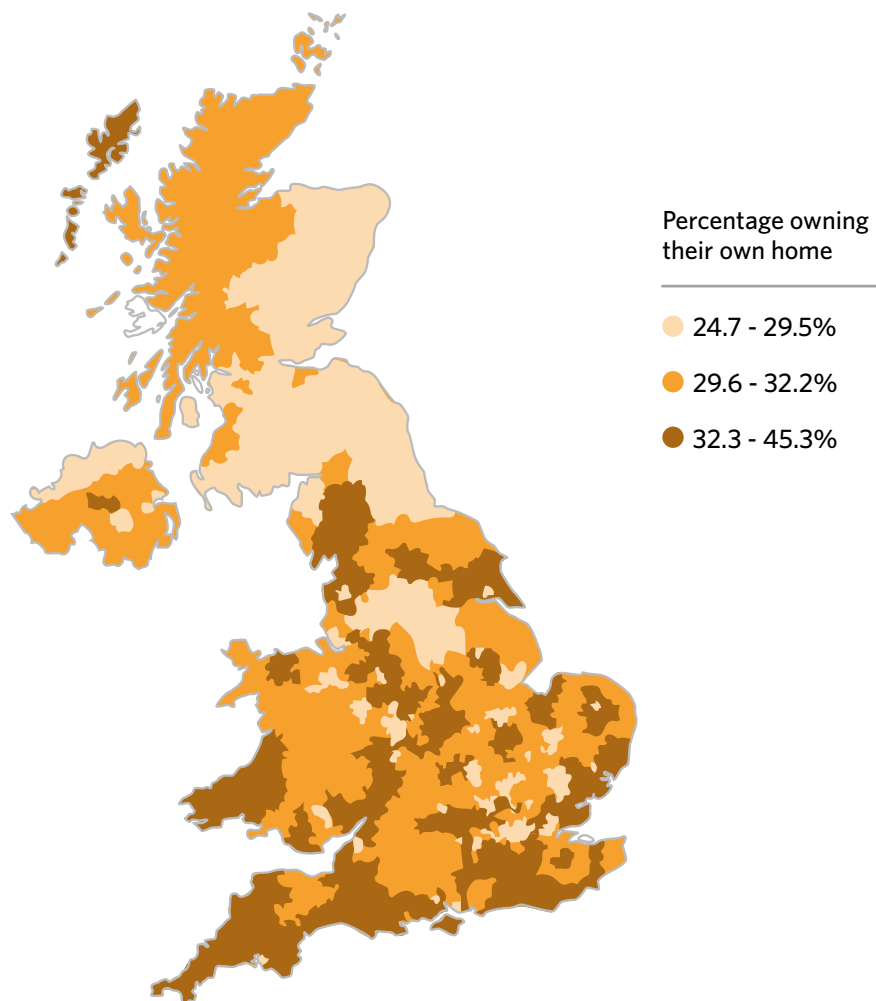 Percentage owning
their own home
24.7 - 29.5%
29.6 - 32.2%
32.3 - 45.3%